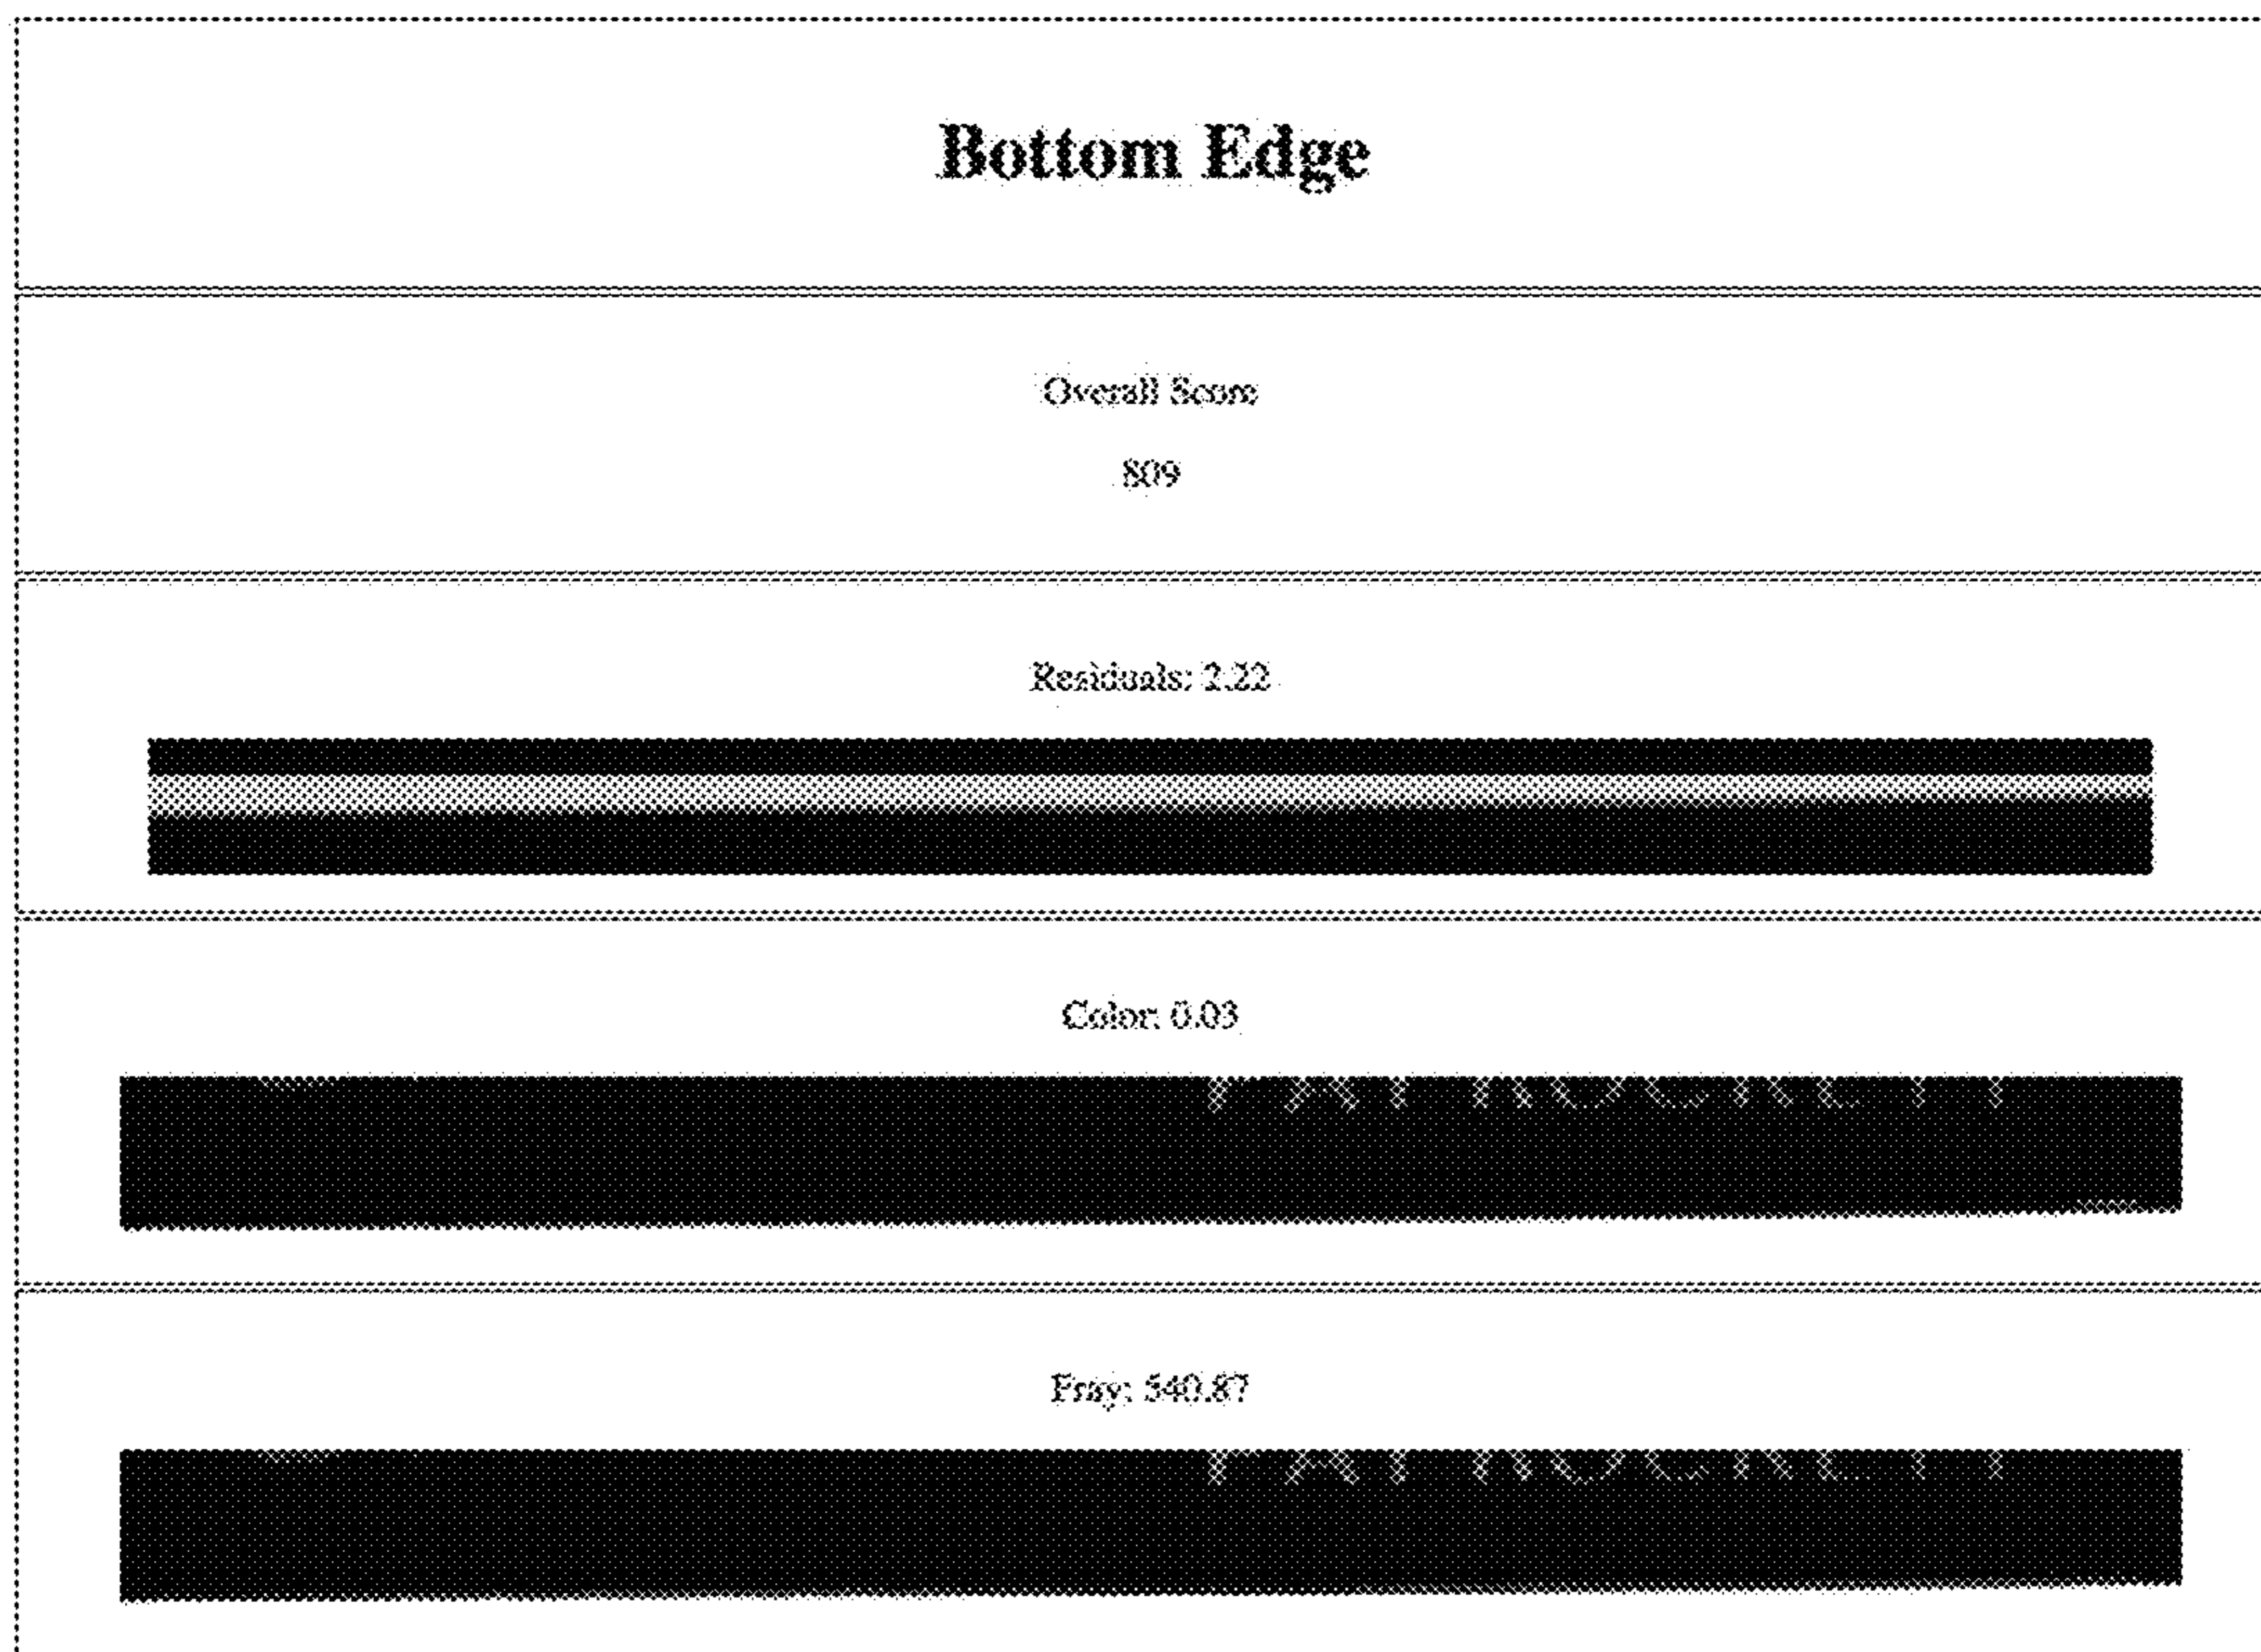 Bottom Edge
Overall Score
809
Residuals: 2.22
Color: 0.03
Fray: 540.87